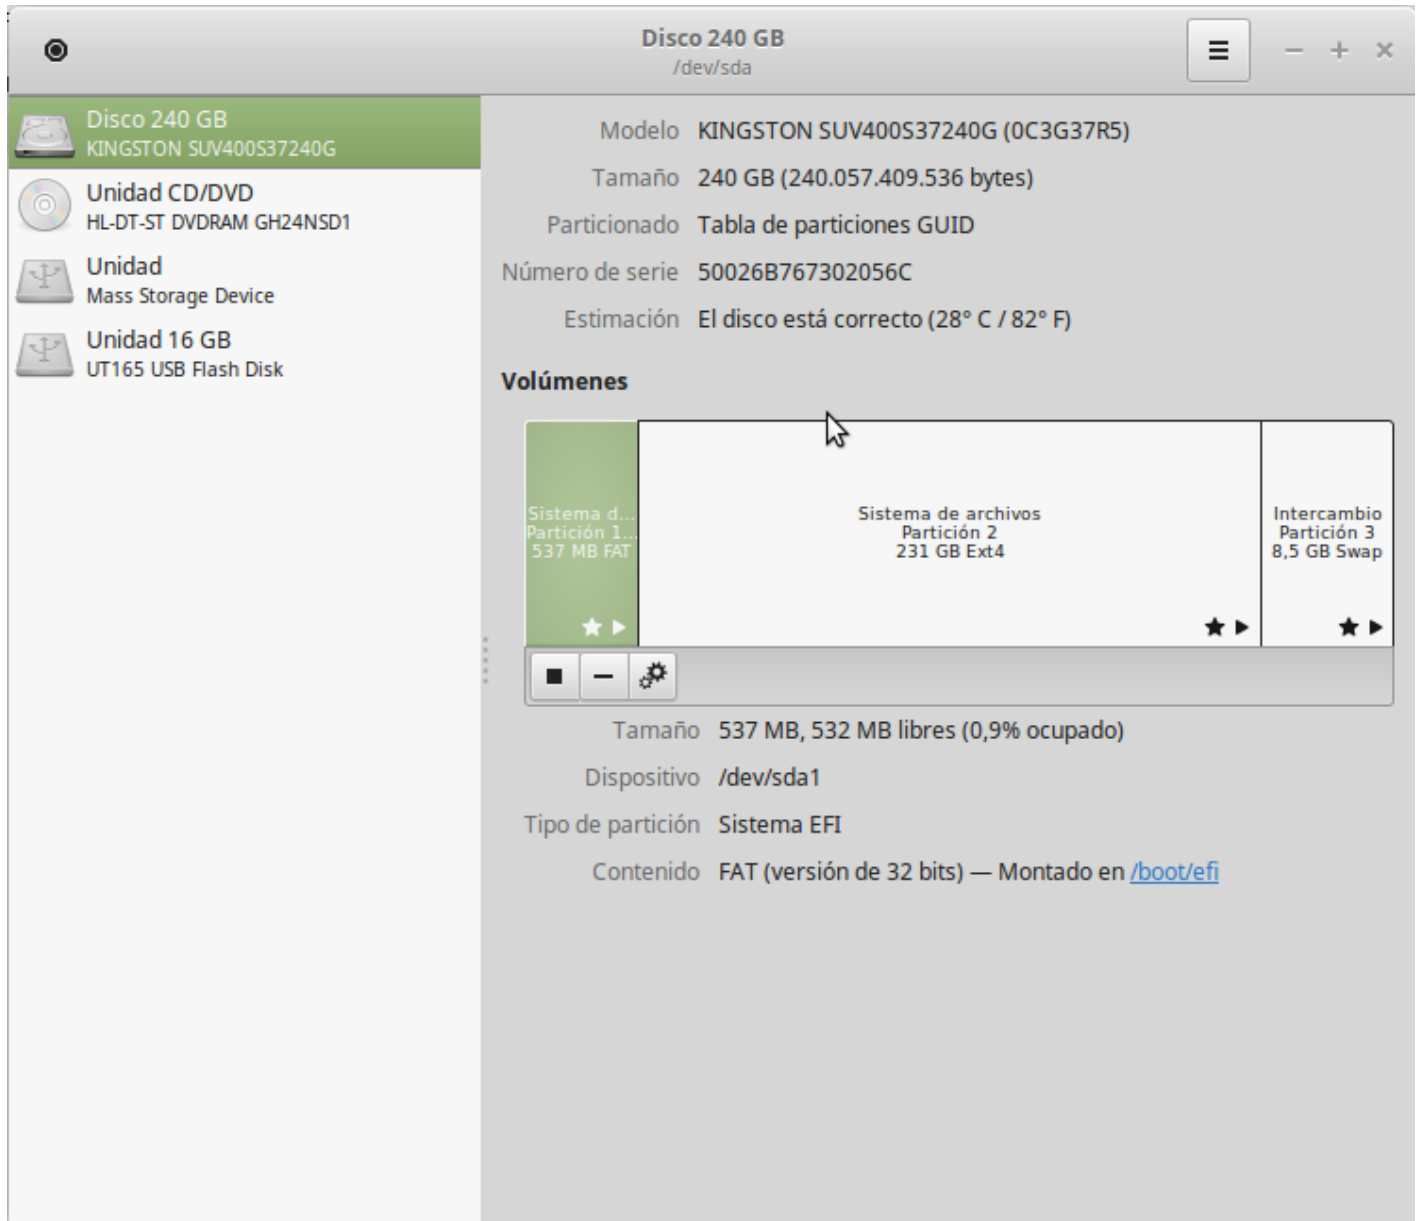 Disco 240 GB
/dev/sda
Disco 240 GB
KINGSTON SUV400S37240G
Unidad CD/DVD
HL-DT-ST DVDRAM GH24NSD1
Unidad
Mass Storage Device
Unidad 16 GB
UT165 USB Flash Disk
Modelo KINGSTON SUV400S37240G (0C3G37R5)
Tamaño 240 GB (240.057.409.536 bytes)
Particionado Tabla de particiones GUID
Número de serie 50026B767302056C
Estimación El disco está correcto (28° C / 82° F)
Volúmenes
Sistema d...
Partición 1...
537 MB FAT
Sistema de archivos
Partición 2
231 GB Ext4
Intercambio
Partición 3
8,5 GB Swap
Tamaño 537 MB, 532 MB libres (0,9% ocupado)
Dispositivo /dev/sda1
Tipo de partición Sistema EFI
Contenido FAT (versión de 32 bits) — Montado en /boot/efi